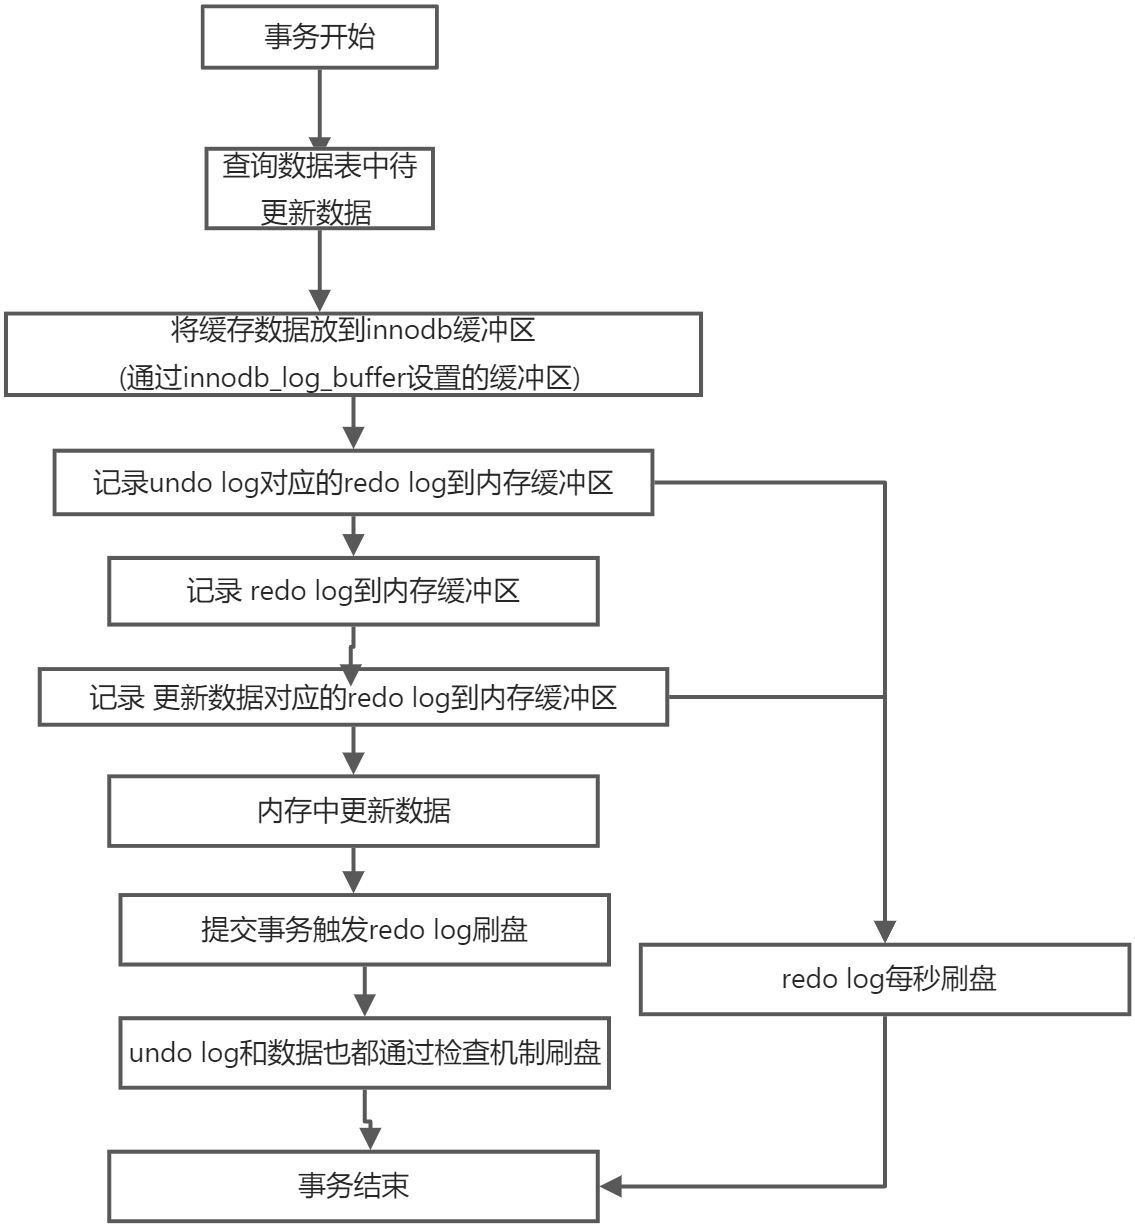 事务开始
查询数据表中待
更新数据
将缓存数据放到innodb缓冲区
(通过innodb_log_buffer设置的缓冲区)
记录undo log对应的redo log到内存缓冲区
记录 redo log到内存缓冲区
记录 更新数据对应的redo log到内存缓冲区
内存中更新数据
提交事务触发redo log刷盘
redo log每秒刷盘
undo log和数据也都通过检查机制刷盘
事务结束